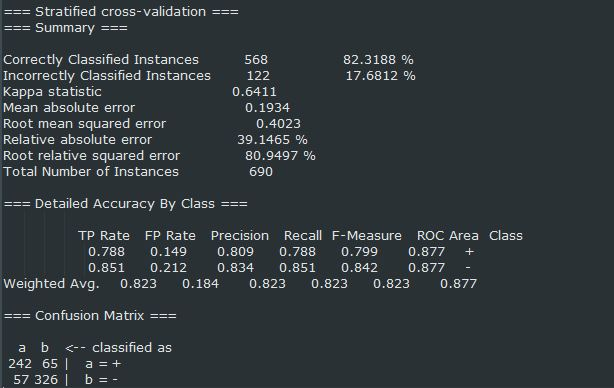 === Stratified cross-validation ===
=== Summary ===
Correctly Classified Instances 568 82.3188 %
Incorrectly Classified Instances 122 17.6812 %
Kappa statistic 0.6411
Mean absolute error 0.1934
Root mean squared error 0.4023
Relative absolute error 39.1465 %
Root relative squared error 80.9497 %
Total Number of Instances 690
=== Detailed Accuracy By Class ===
TP Rate FP Rate Precision Recall F-Measure ROC Area Class
0.788 0.149 0.809 0.788 0.799 0.877 +
0.851 0.212 0.834 0.851 0.842 0.877 -
Weighted Avg. 0.823 0.184 0.823 0.823 0.823 0.877
=== Confusion Matrix ===
a b <-- classified as
242 65 | a = +
57 326 | b = -